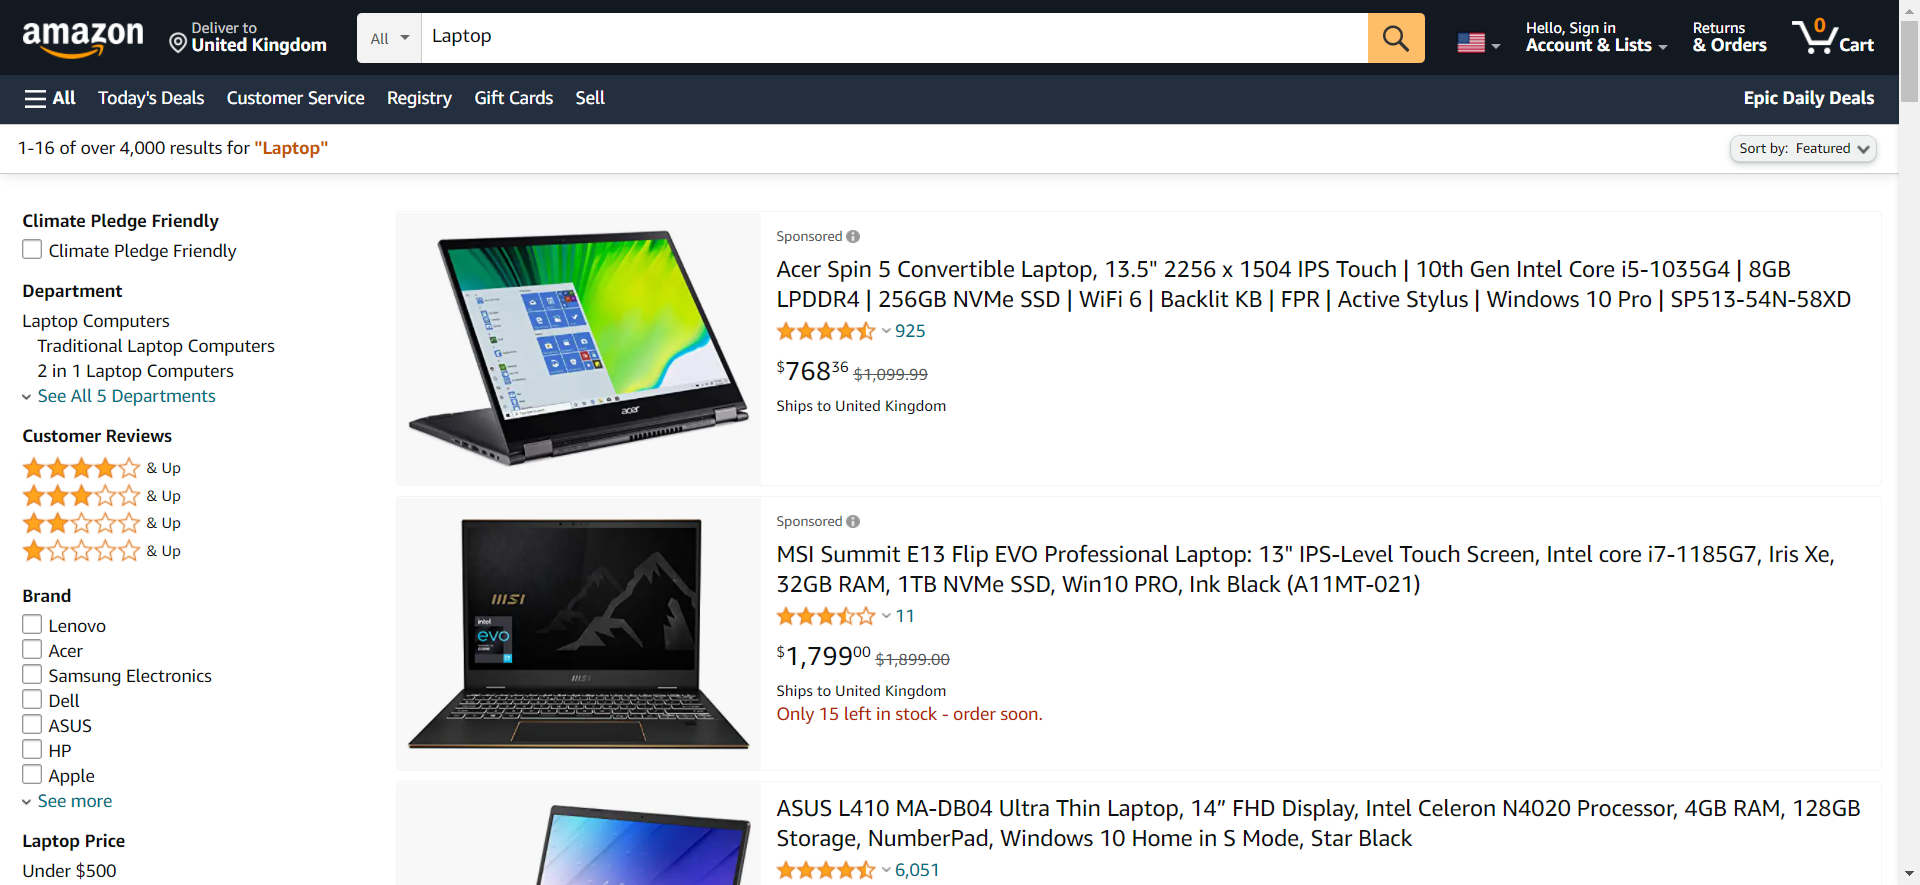 amazon
Deliver to
United Kingdom
All
Laptop
Hello, Sign in
Account & Lists
Returns
& Orders
0
Cart
All
Today's Deals
Customer Service
Registry
Gift Cards
Sell
Epic Daily Deals
1-16 of over 4,000 results for "Laptop"
Sort by: Featured
Climate Pledge Friendly
Climate Pledge Friendly
Department
Laptop Computers
Traditional Laptop Computers
2 in 1 Laptop Computers
See All 5 Departments
Customer Reviews
& Up
& Up
& Up
& Up
Brand
Lenovo
Acer
Samsung Electronics
Dell
ASUS
HP
Apple
See more
Laptop Price
Under $500
acer
Sponsored
Acer Spin 5 Convertible Laptop, 13.5" 2256 x 1504 IPS Touch | 10th Gen Intel Core i5-1035G4 | 8GB
LPDDR4 | 256GB NVMe SSD | WiFi 6 | Backlit KB | FPR | Active Stylus | Windows 10 Pro | SP513-54N-58XD
925
$76836 $1,099.99
Ships to United Kingdom
msi
intel
evo
core
i7
msi
Sponsored
MSI Summit E13 Flip EVO Professional Laptop: 13" IPS-Level Touch Screen, Intel core i7-1185G7, Iris Xe,
32GB RAM, 1TB NVMe SSD, Win10 PRO, Ink Black (A11MT-021)
11
$1,79900 $1,899.00
Ships to United Kingdom
Only 15 left in stock - order soon.
ASUS L410 MA-DB04 Ultra Thin Laptop, 14” FHD Display, Intel Celeron N4020 Processor, 4GB RAM, 128GB
Storage, NumberPad, Windows 10 Home in S Mode, Star Black
6,051